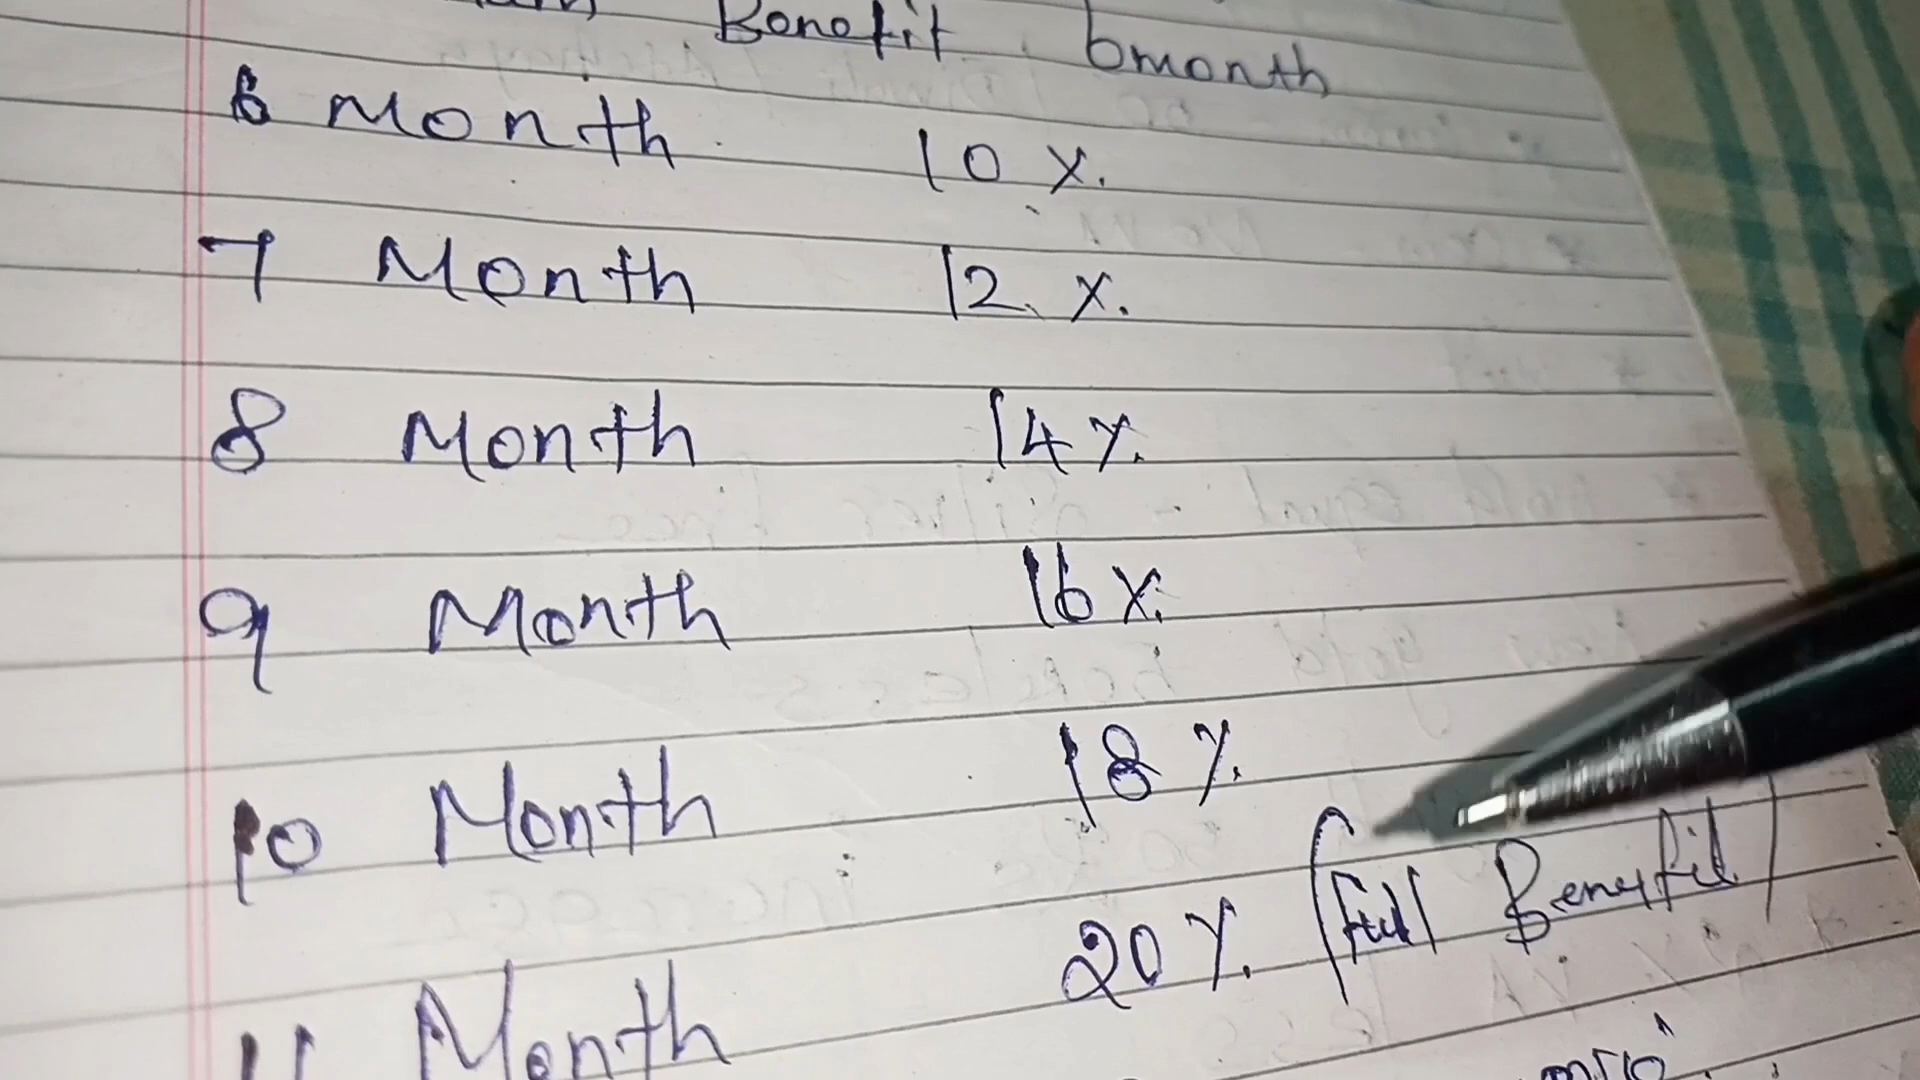 Benefit 6month
6 Month 10%.
7 Month 12%.
8 Month 14%.
9 Month 16%.
10 Month 18%.
11 Month 20%. (full Benefit)